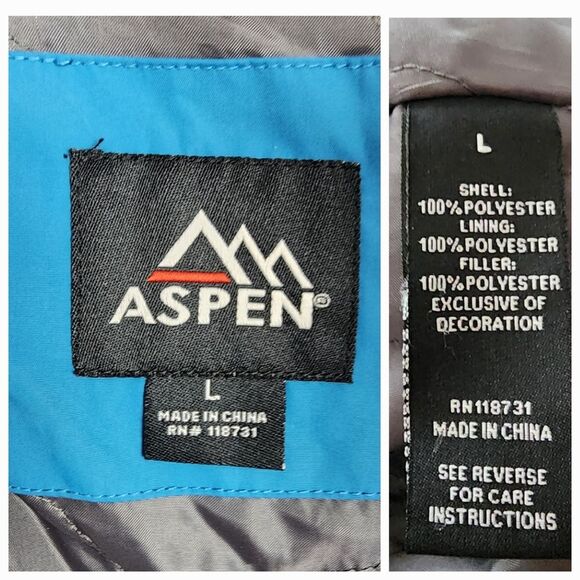 ASPEN®
L
MADE IN CHINA
RN# 118731
L
SHELL:
100%POLYESTER
LINING:
100%POLYESTER
FILLER:
100%POLYESTER
EXCLUSIVE OF
DECORATION
RN118731
MADE IN CHINA
SEE REVERSE
FOR CARE
INSTRUCTIONS